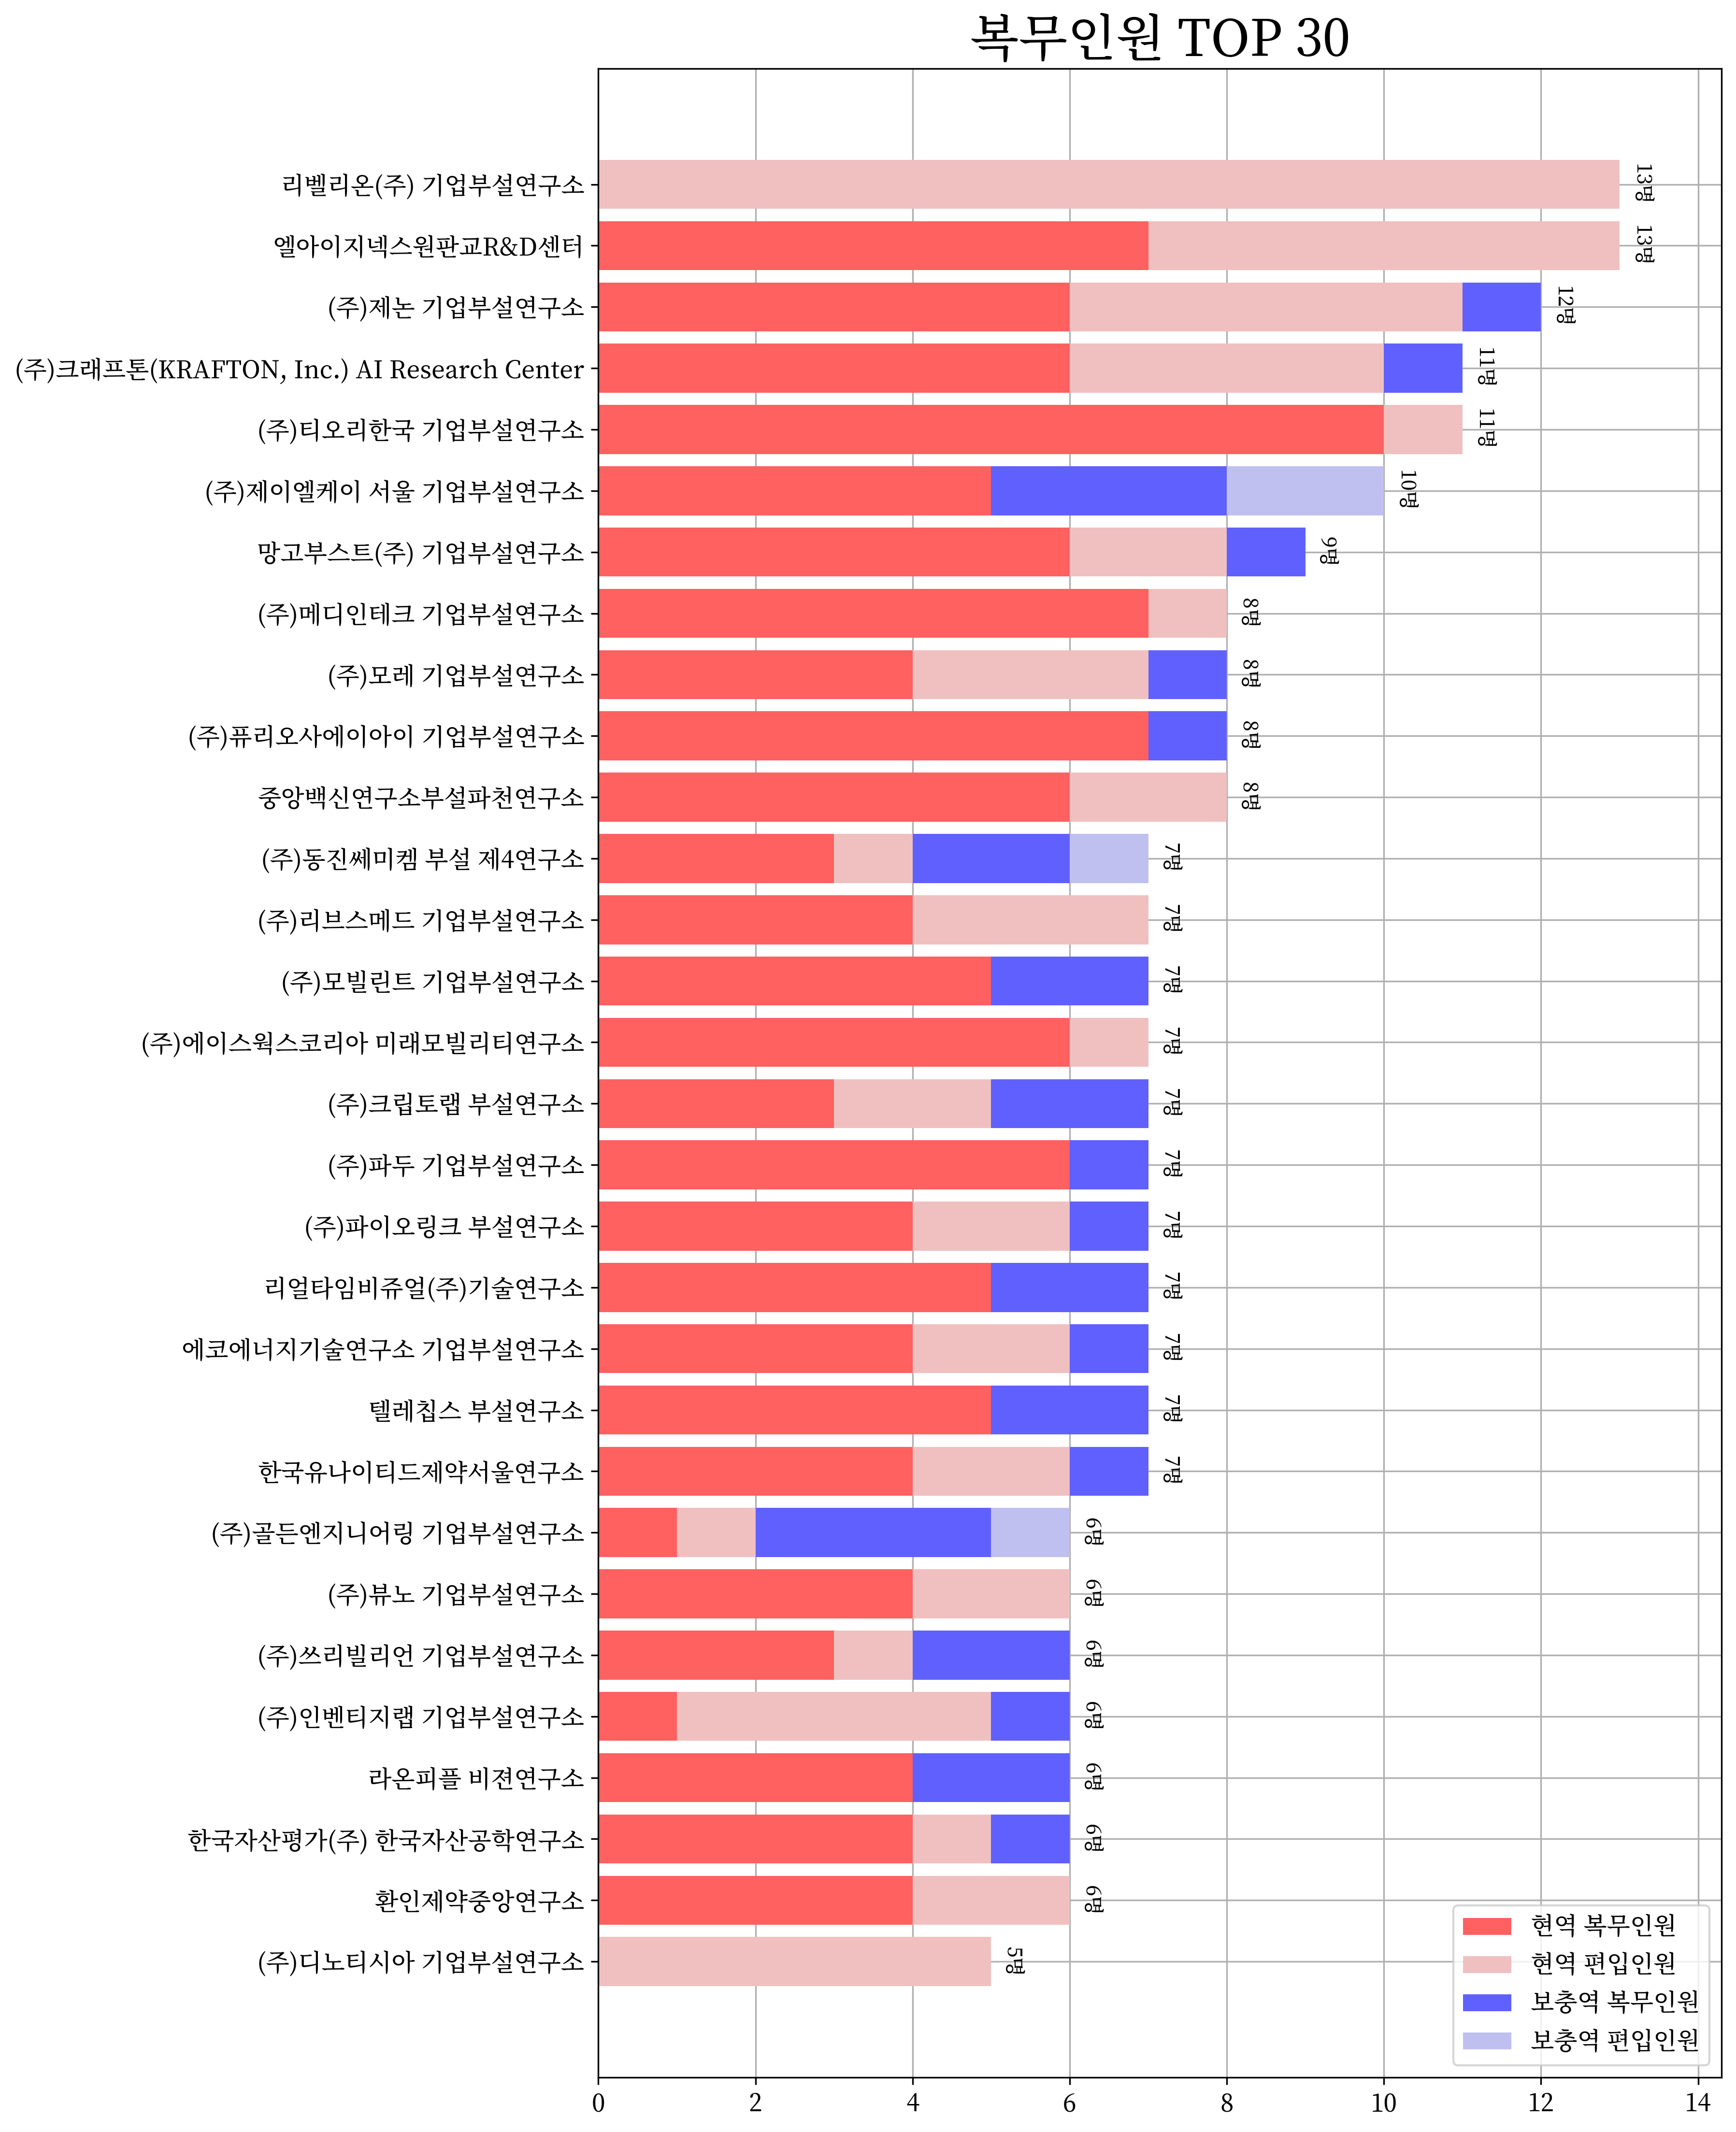 복무인원 TOP 30
리벨리온(주) 기업부설연구소 13명
엘아이지넥스원판교R&D센터 13명
(주)제논 기업부설연구소 12명
(주)크래프톤(KRAFTON, Inc.) AI Research Center 11명
(주)티오리한국 기업부설연구소 11명
(주)제이엘케이 서울 기업부설연구소 10명
망고부스트(주) 기업부설연구소 9명
(주)메디인테크 기업부설연구소 8명
(주)모레 기업부설연구소 8명
(주)퓨리오사에이아이 기업부설연구소 8명
중앙백신연구소부설파천연구소 8명
(주)동진쎄미켐 부설 제4연구소 7명
(주)리브스메드 기업부설연구소 7명
(주)모빌린트 기업부설연구소 7명
(주)에이스웍스코리아 미래모빌리티연구소 7명
(주)크립토랩 부설연구소 7명
(주)파두 기업부설연구소 7명
(주)파이오링크 부설연구소 7명
리얼타임비쥬얼(주)기술연구소 7명
에코에너지기술연구소 기업부설연구소 7명
텔레칩스 부설연구소 7명
한국유나이티드제약서울연구소 7명
(주)골든엔지니어링 기업부설연구소 6명
(주)뷰노 기업부설연구소 6명
(주)쓰리빌리언 기업부설연구소 6명
(주)인벤티지랩 기업부설연구소 6명
라온피플 비젼연구소 6명
한국자산평가(주) 한국자산공학연구소 6명
환인제약중앙연구소 6명
(주)디노티시아 기업부설연구소 5명
현역 복무인원
현역 편입인원
보충역 복무인원
보충역 편입인원
0 2 4 6 8 10 12 14